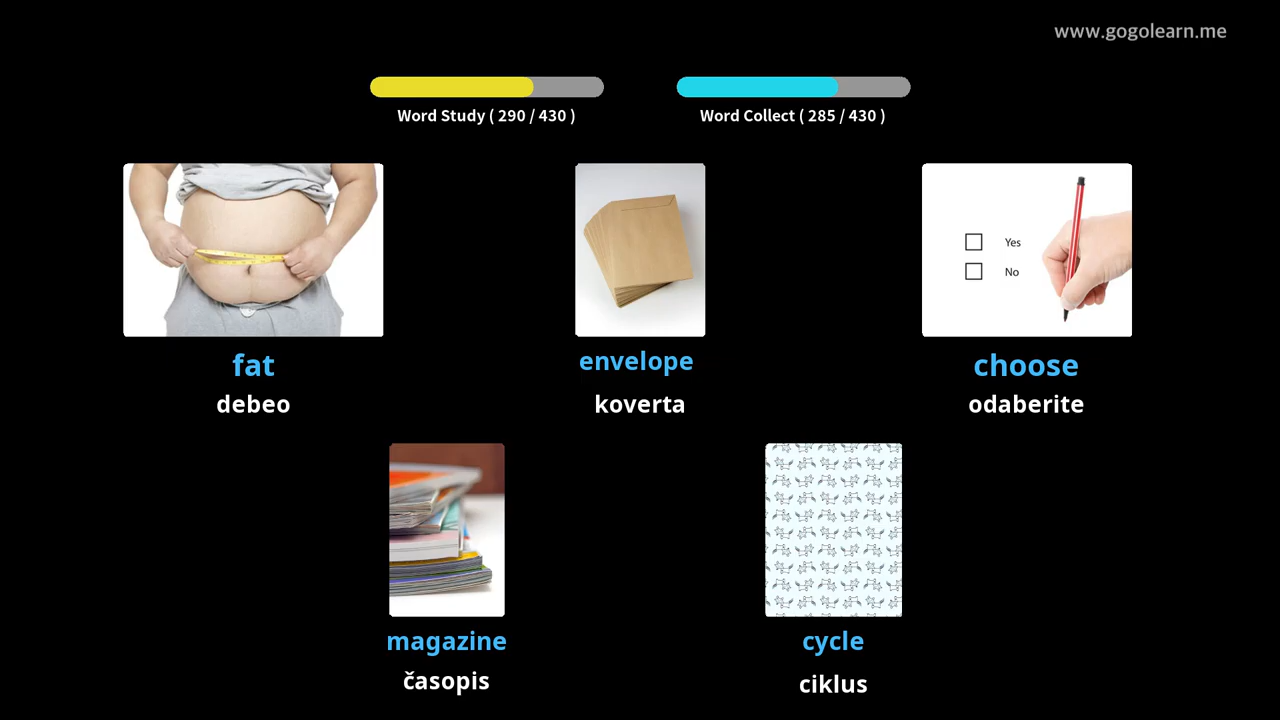 www.gogolearn.me
Word Study ( 290 / 430 )
Word Collect ( 285 / 430 )
Yes
No
fat
envelope
choose
debeo
koverta
odaberite
magazine
cycle
časopis
ciklus